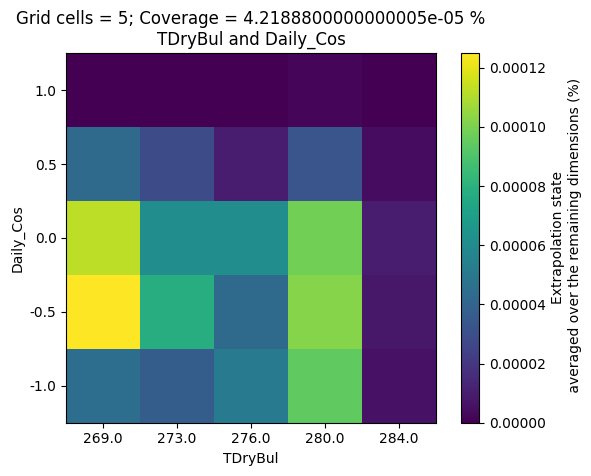 Grid cells = 5; Coverage = 4.2188800000000005e-05 %
TDryBul and Daily_Cos
1.0
0.5
0.0
-0.5
-1.0
Daily_Cos
269.0 273.0 276.0 280.0 284.0
TDryBul
0.00012
0.00010
0.00008
0.00006
0.00004
0.00002
0.00000
Extrapolation state
averaged over the remaining dimensions (%)